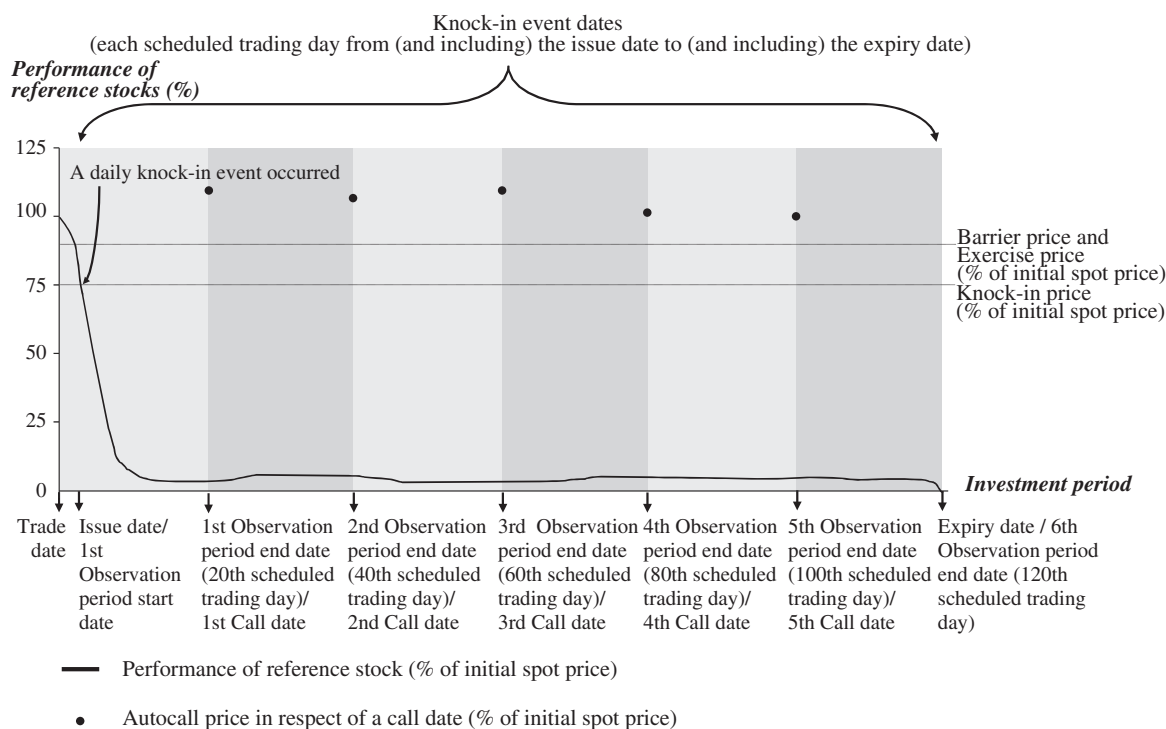 Knock-in event dates
(each scheduled trading day from (and including) the issue date to (and including) the expiry date)
Performance of
reference stocks (%)
125
A daily knock-in event occurred
100
Barrier price and
Exercise price
(% of initial spot price)
75
Knock-in price
(% of initial spot price)
50
25
0
Investment period
Trade
date
Issue date/
1st
Observation
period start
date
1st Observation
period end date
(20th scheduled
trading day)/
1st Call date
2nd Observation
period end date
(40th scheduled
trading day)/
2nd Call date
3rd Observation
period end date
(60th scheduled
trading day)/
3rd Call date
4th Observation
period end date
(80th scheduled
trading day)/
4th Call date
5th Observation
period end date
(100th scheduled
trading day)/
5th Call date
Expiry date / 6th
Observation period
end date (120th
scheduled trading
day)
Performance of reference stock (% of initial spot price)
Autocall price in respect of a call date (% of initial spot price)